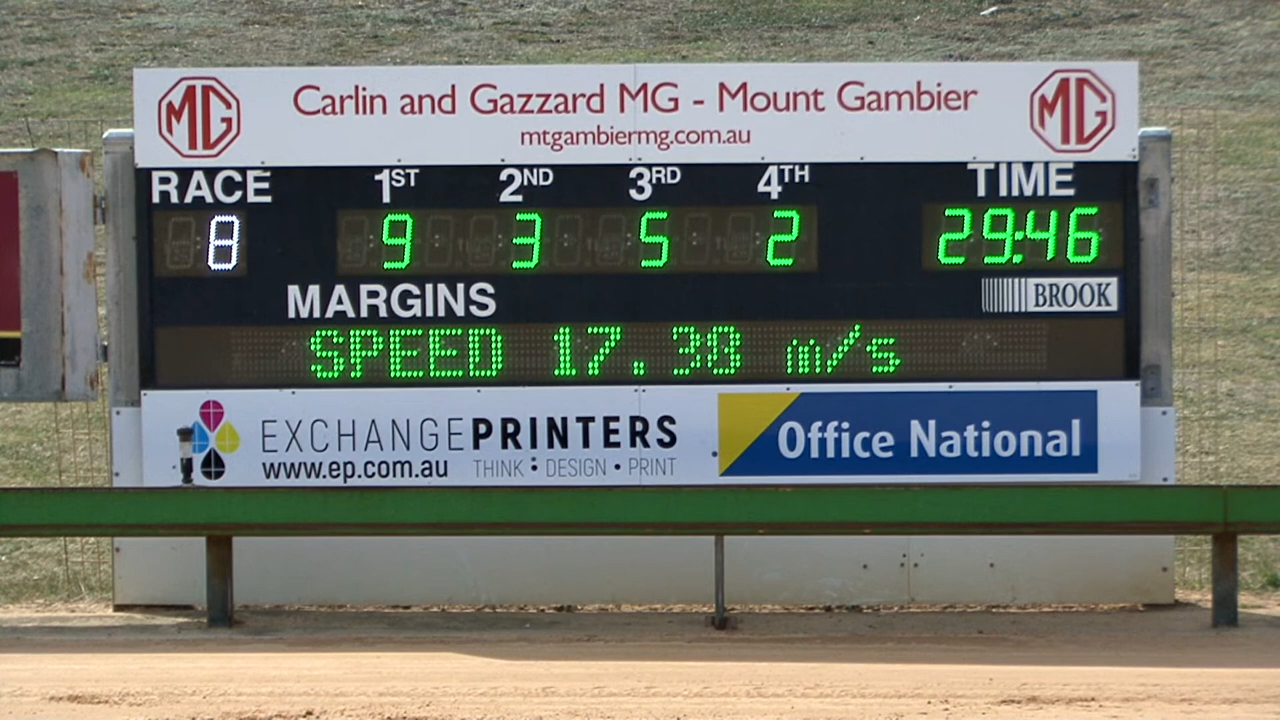 MG Carlin and Gazzard MG - Mount Gambier MG
mtgambiermg.com.au
RACE 1ST 2ND 3RD 4TH TIME
8 9 3 5 2 29:46
MARGINS BROOK
SPEED 17.38 m/s
EXCHANGEPRINTERS
www.ep.com.au THINK : DESIGN • PRINT
Office National